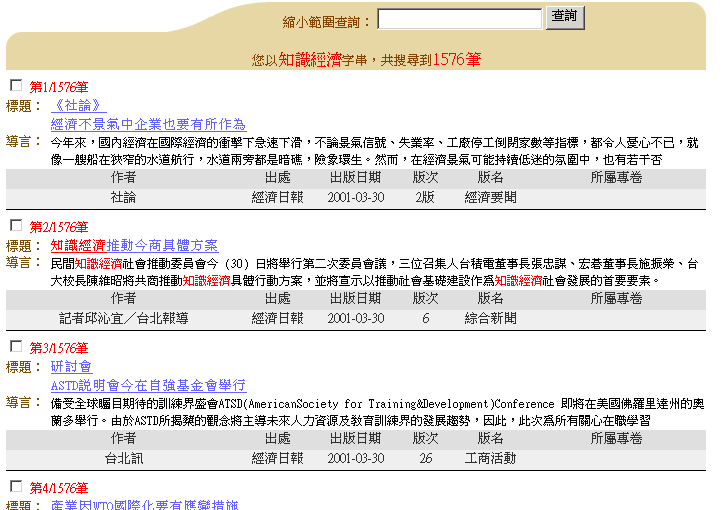 縮小範圍查詢： 查詢
您以知識經濟字串，共搜尋到1576筆
第1/1576筆
標題： 《社論》
經濟不景氣中企業也要有所作為
導言： 今年來，國內經濟在國際經濟的衝擊下急速下滑，不論景氣信號、失業率、工廠停工倒閉家數等指標，都令人憂心不已，就
像一艘船在狹窄的水道航行，水道兩旁都是暗礁，險象環生。然而，在經濟景氣可能持續低迷的氛圍中，也有若干否
作者 出處 出版日期 版次 版名 所屬專卷
社論 經濟日報 2001-03-30 2版 經濟要聞
第2/1576筆
標題： 知識經濟推動今商具體方案
導言： 民間知識經濟社會推動委員會今（30）日將舉行第二次委員會議，三位召集人台積電董事長張忠謀、宏碁董事長施振榮、台
大校長陳維昭將共商推動知識經濟具體行動方案，並將宣示以推動社會基礎建設作為知識經濟社會發展的首要要素。
作者 出處 出版日期 版次 版名 所屬專卷
記者邱沁宜／台北報導 經濟日報 2001-03-30 6 綜合新聞
第3/1576筆
標題： 研討會
ASTD說明會今在自強基金會舉行
導言： 備受全球矚目期待的訓練界盛會ATSD(AmericanSociety for Training&Development)Conference 即將在美國佛羅里達州的奧
蘭多舉行。由於ASTD所揭櫫的觀念將主導未來人力資源及教育訓練界的發展趨勢，因此，此次為所有關心在職學習
作者 出處 出版日期 版次 版名 所屬專卷
台北訊 經濟日報 2001-03-30 26 工商活動
第4/1576筆
標題： 產業因WTO國際化要有應變措施